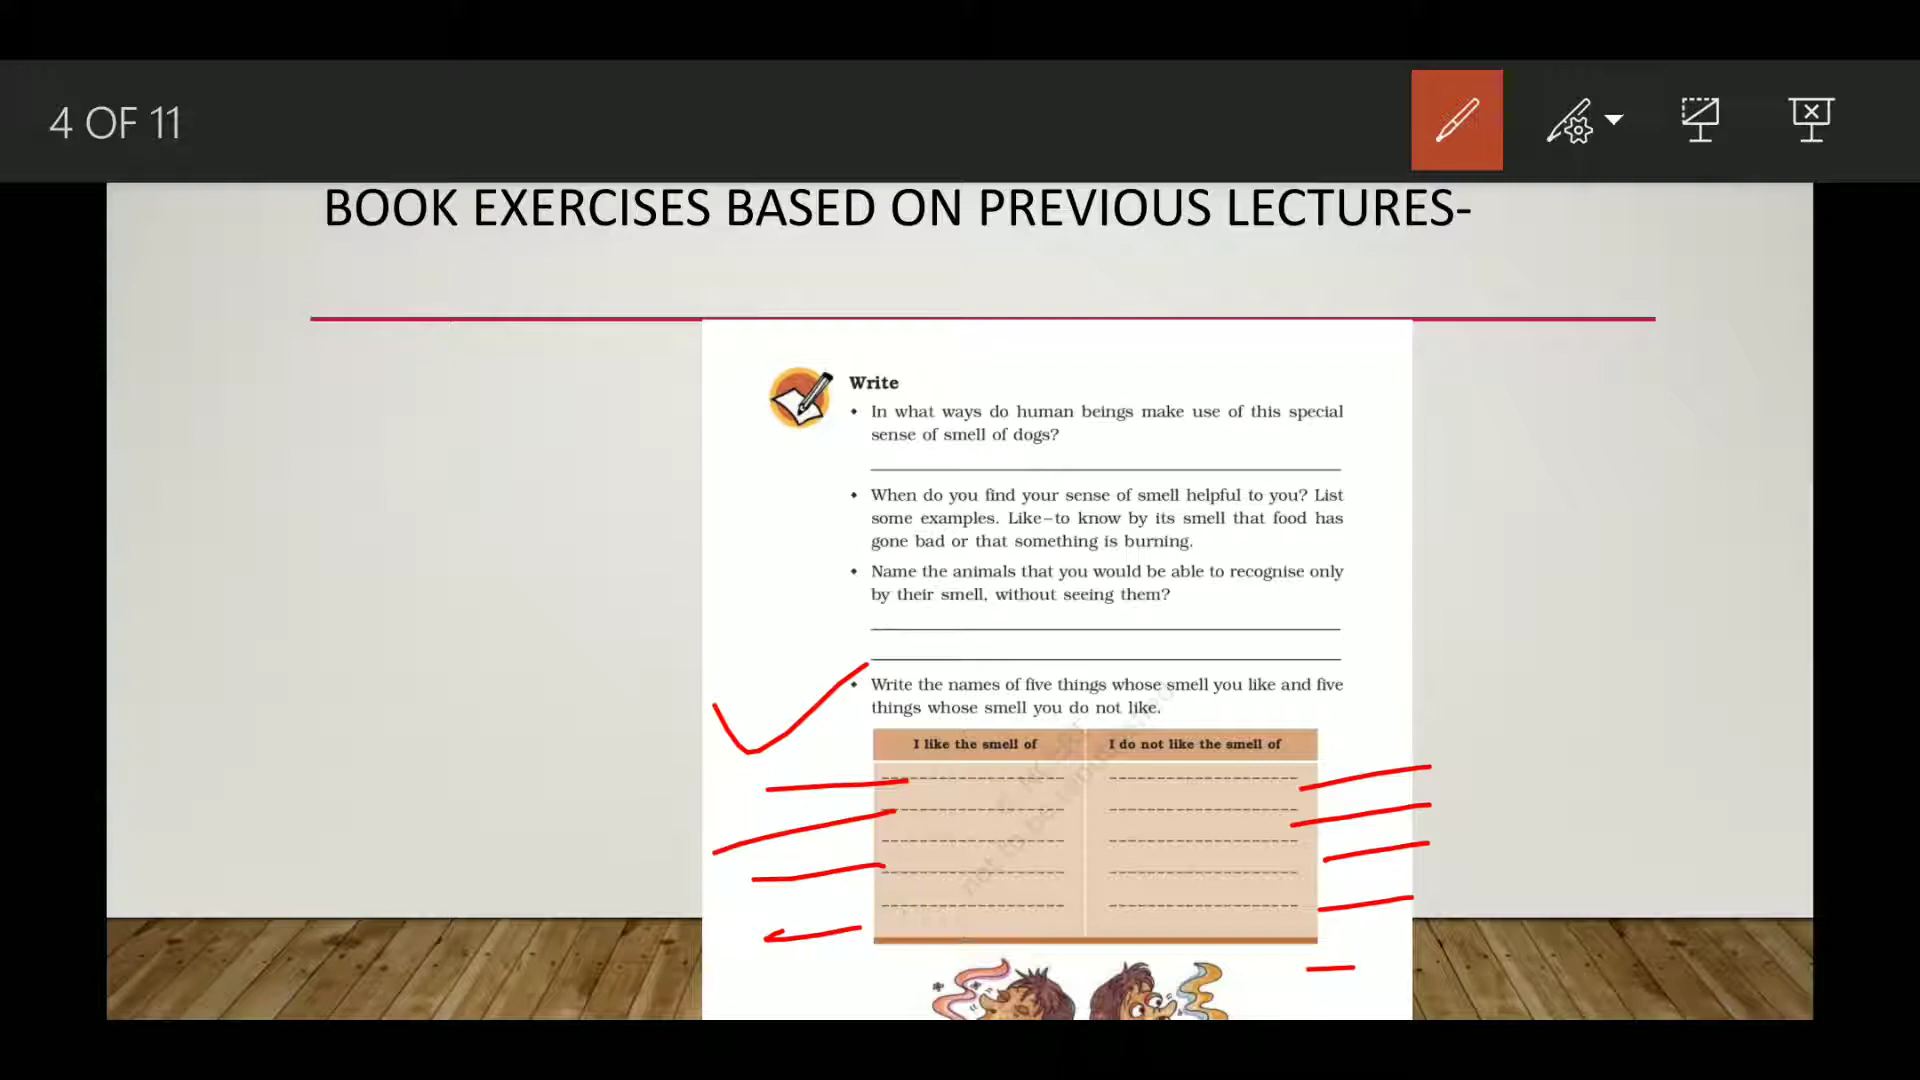 4 OF 11
BOOK EXERCISES BASED ON PREVIOUS LECTURES-
Write
• In what ways do human beings make use of this special
sense of smell of dogs?
• When do you find your sense of smell helpful to you? List
some examples. Like–to know by its smell that food has
gone bad or that something is burning.
• Name the animals that you would be able to recognise only
by their smell, without seeing them?
• Write the names of five things whose smell you like and five
things whose smell you do not like.
I like the smell of
I do not like the smell of